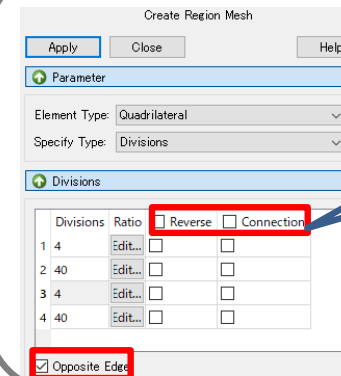 Create Region Mesh
Apply Close Help
Parameter
Element Type: Quadrilateral
Specify Type: Divisions
Divisions
Divisions Ratio Reverse Connection
1 4 Edit...
2 40 Edit...
3 4 Edit...
4 40 Edit...
Opposite Edge